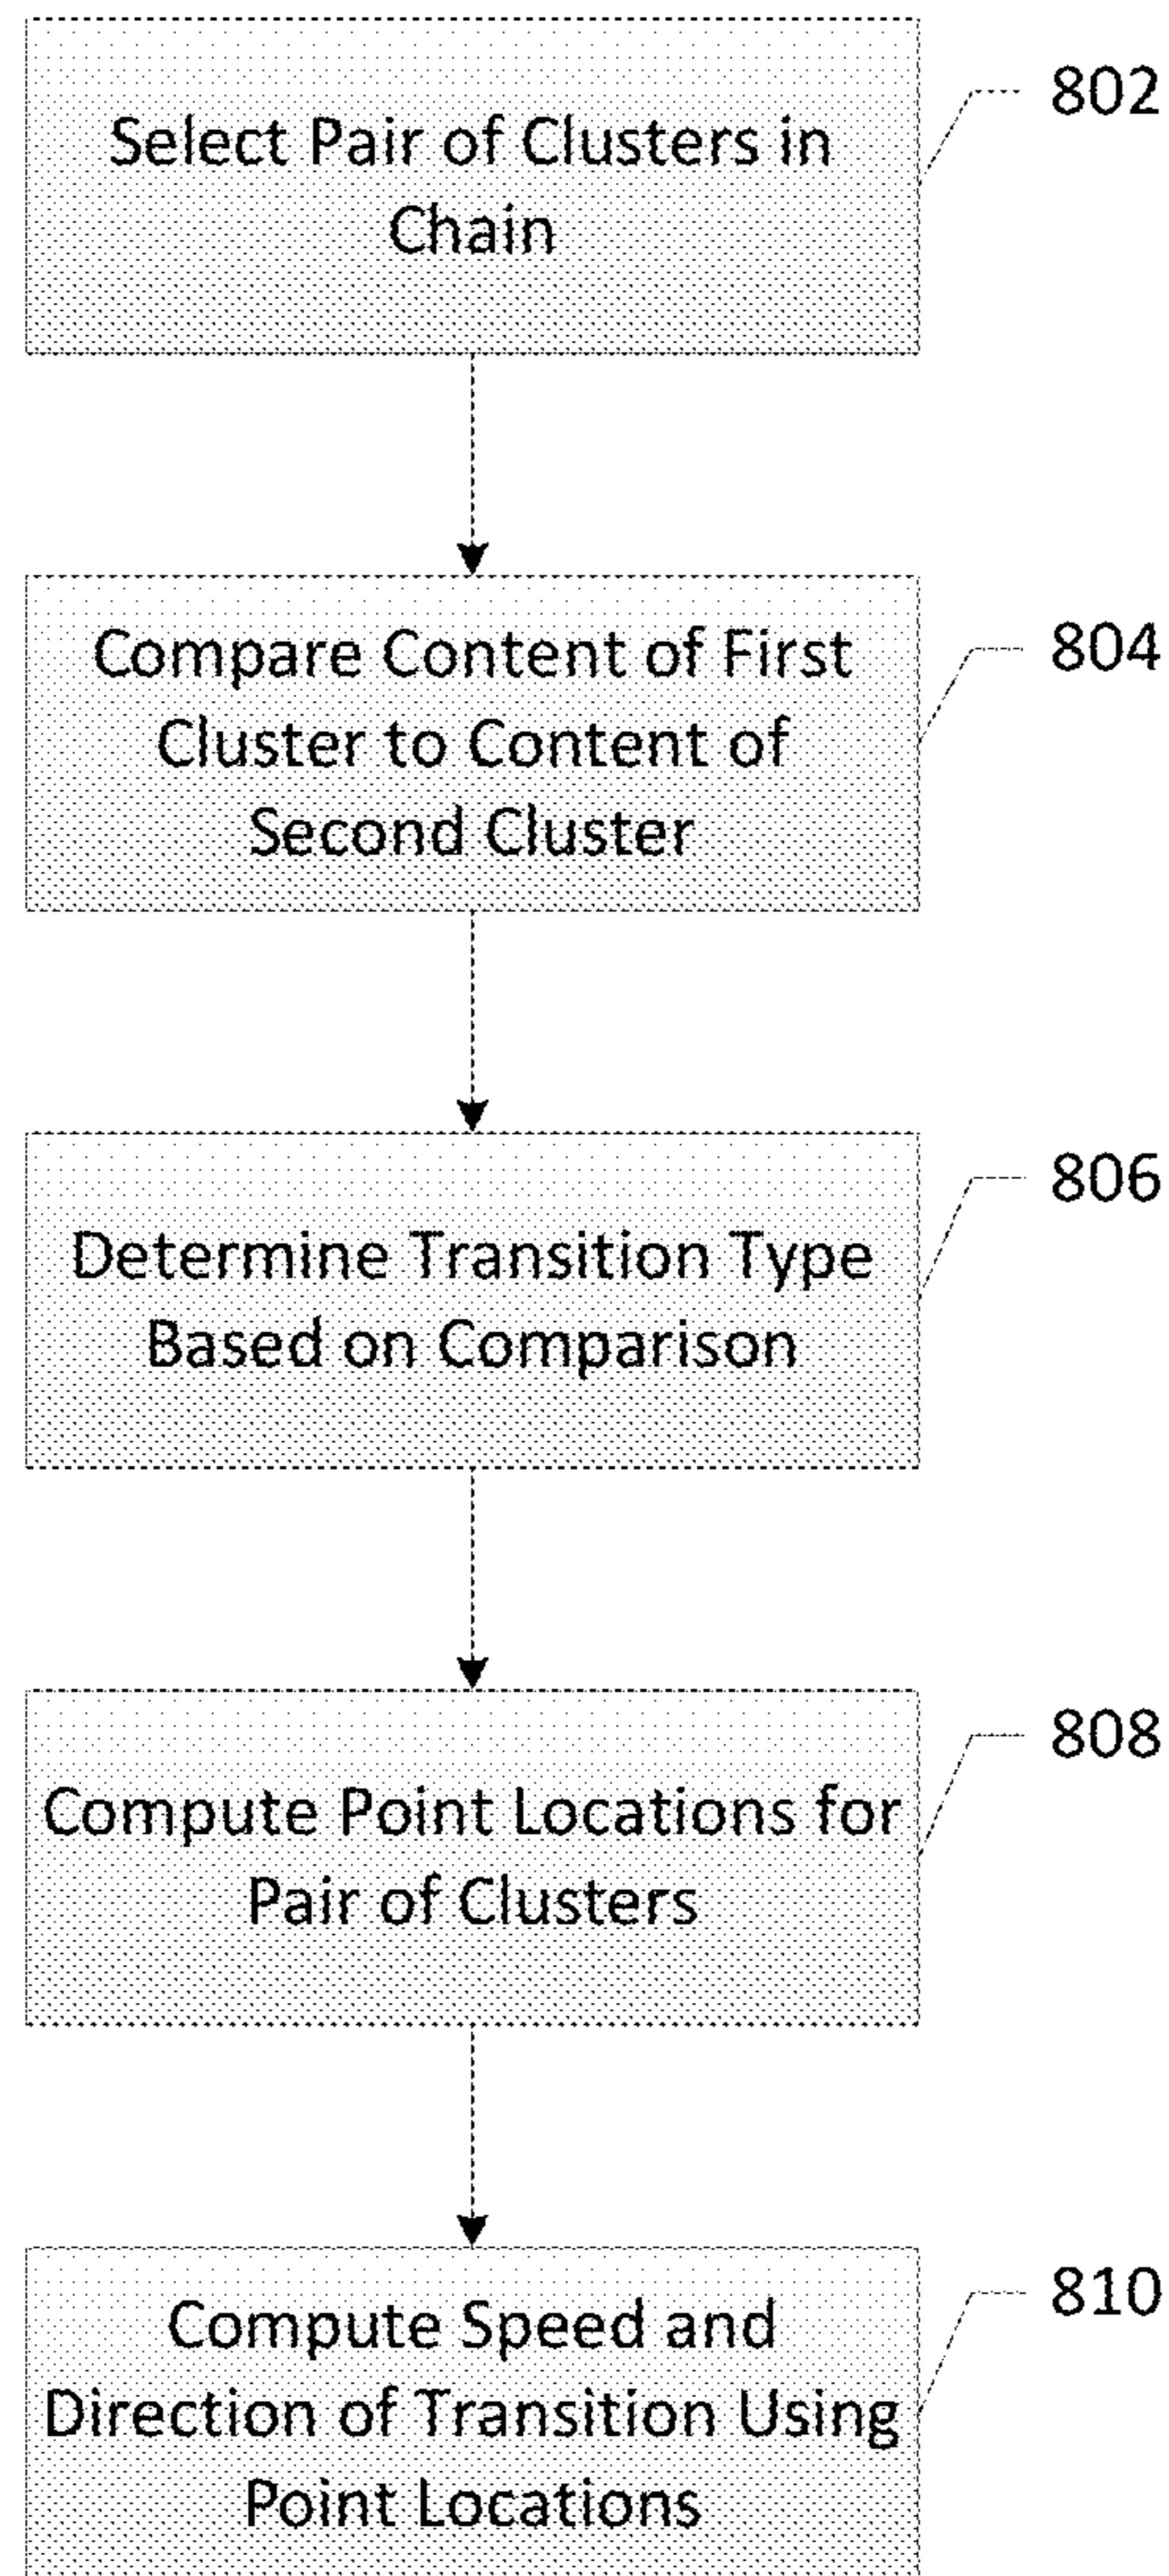 Select Pair of Clusters in
Chain
802
Compare Content of First
Cluster to Content of
Second Cluster
804
Determine Transition Type
Based on Comparison
806
Compute Point Locations for
Pair of Clusters
808
Compute Speed and
Direction of Transition Using
Point Locations
810